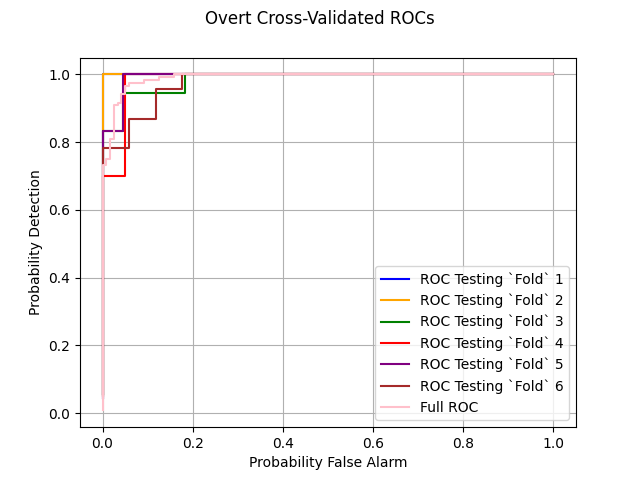 Overt Cross-Validated ROCs
Probability Detection
1.0
0.8
0.6
0.4
0.2
0.0
ROC Testing `Fold` 1
ROC Testing `Fold` 2
ROC Testing `Fold` 3
ROC Testing `Fold` 4
ROC Testing `Fold` 5
ROC Testing `Fold` 6
Full ROC
0.0 0.2 0.4 0.6 0.8 1.0
Probability False Alarm